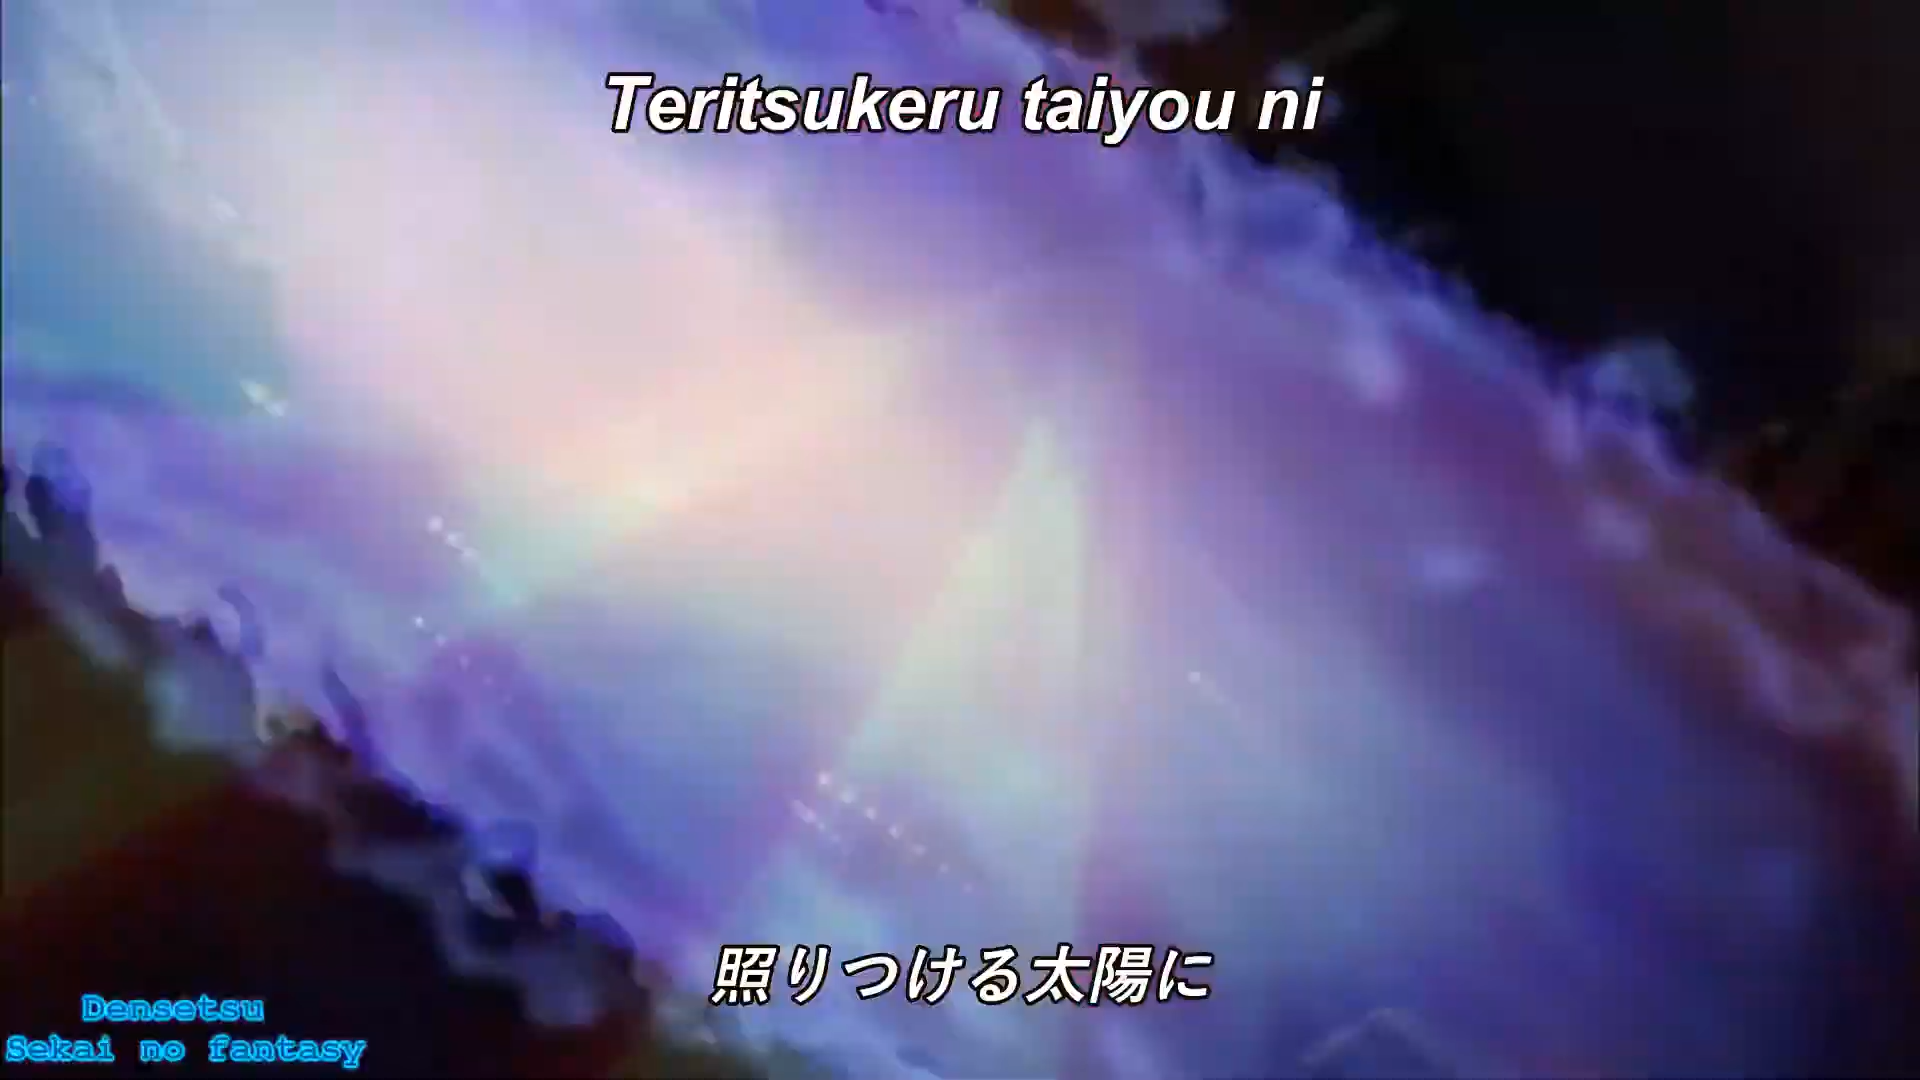 Teritsukeru taiyou ni
照りつける太陽に
Densetsu
Sekai no fantasy